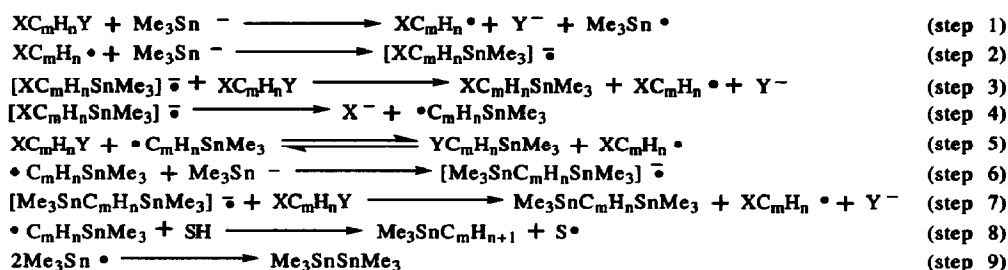 XCmHnY + Me3Sn − ⟶ XCmHn • + Y− + Me3Sn • (step 1)
XCmHn • + Me3Sn − ⟶ [XCmHnSnMe3] •− (step 2)
[XCmHnSnMe3] •− + XCmHnY ⟶ XCmHnSnMe3 + XCmHn • + Y− (step 3)
[XCmHnSnMe3] •− ⟶ X− + •CmHnSnMe3 (step 4)
XCmHnY + •CmHnSnMe3 ⇌ YCmHnSnMe3 + XCmHn • (step 5)
• CmHnSnMe3 + Me3Sn − ⟶ [Me3SnCmHnSnMe3] •− (step 6)
[Me3SnCmHnSnMe3] •− + XCmHnY ⟶ Me3SnCmHnSnMe3 + XCmHn • + Y− (step 7)
• CmHnSnMe3 + SH ⟶ Me3SnCmHn+1 + S• (step 8)
2Me3Sn • ⟶ Me3SnSnMe3 (step 9)